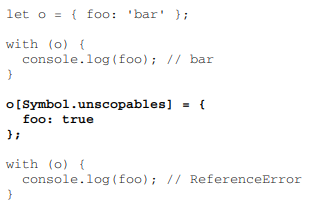 let o = { foo: 'bar' };
with (o) {
  console.log(foo); // bar
}
o[Symbol.unscopables] = {
  foo: true
};
with (o) {
  console.log(foo); // ReferenceError
}